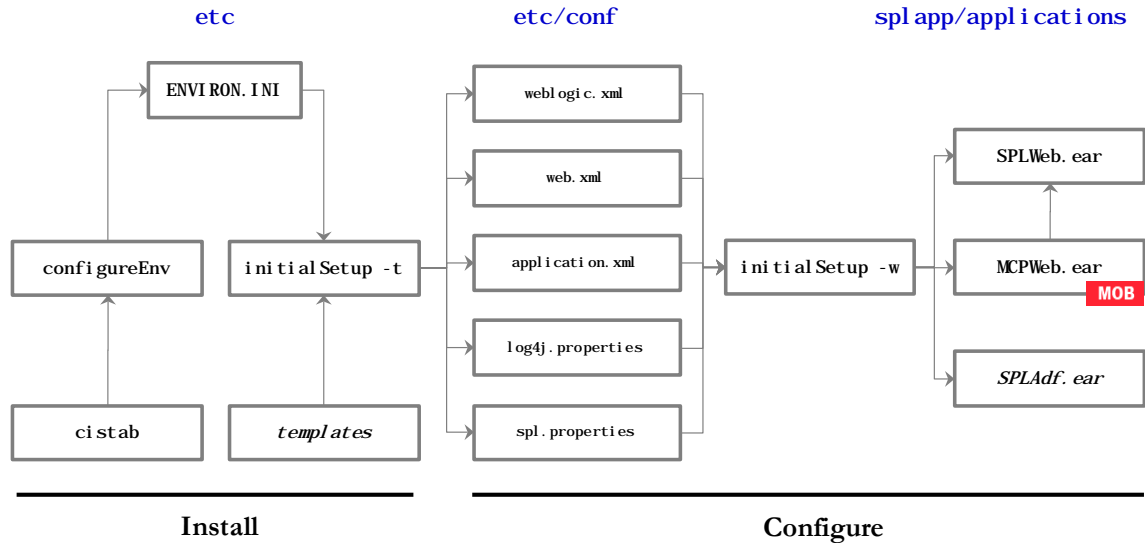 etc
etc/conf
splapp/applications
ENVIRON.INI
configureEnv
initialSetup -t
cistab
templates
weblogic.xml
web.xml
application.xml
log4j.properties
spl.properties
initialSetup -w
SPLWeb.ear
MCPWeb.ear
MOB
SPLAdf.ear
Install
Configure